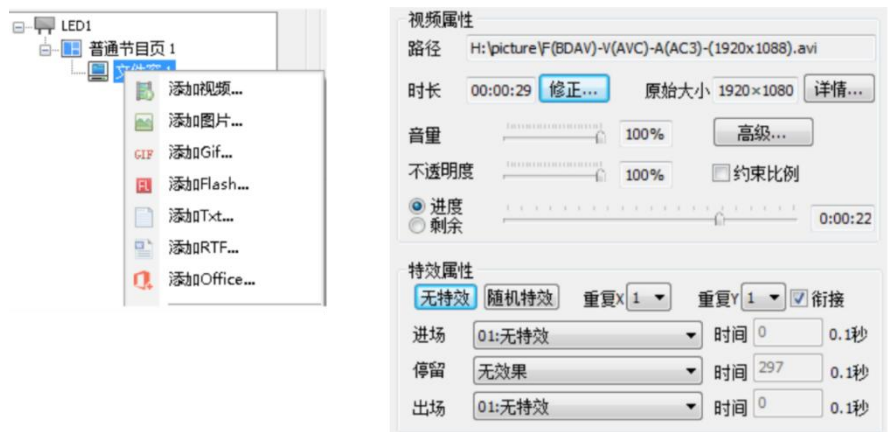 LED1
普通节目页 1
文件窗 1
添加视频...
添加图片...
GIF 添加Gif...
添加Flash...
添加Txt...
添加RTF...
添加Office...
视频属性
路径 H:\picture\F(BDAV)-V(AVC)-A(AC3)-(1920x1088).avi
时长 00:00:29 修正... 原始大小 1920×1080 详情...
音量 100% 高级...
不透明度 100% 约束比例
进度
剩余 0:00:22
特效属性
无特效 随机特效 重复X 1 重复Y 1 衔接
进场 01:无特效 时间 0 0.1秒
停留 无效果 时间 297 0.1秒
出场 01:无特效 时间 0 0.1秒